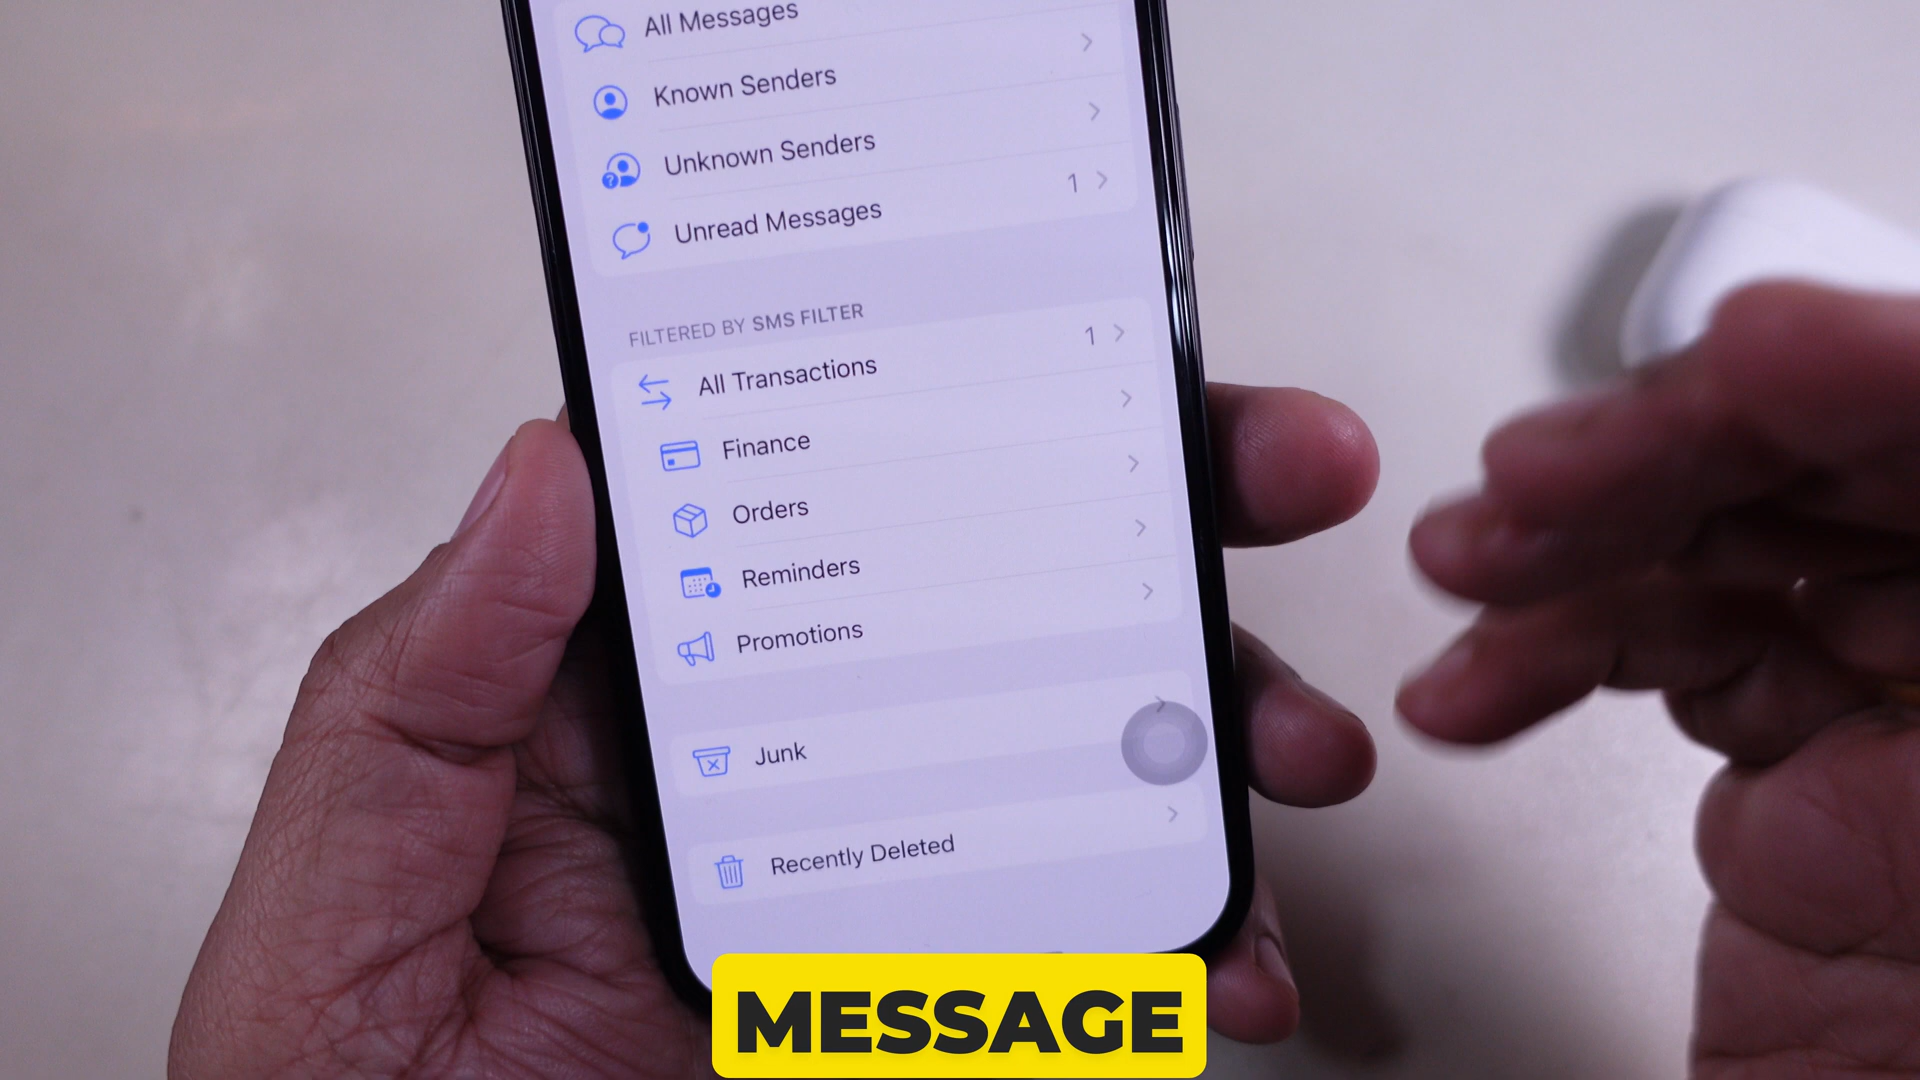 All Messages
Known Senders
Unknown Senders
Unread Messages 1
FILTERED BY SMS FILTER
All Transactions 1
Finance
Orders
Reminders
Promotions
Junk
Recently Deleted
MESSAGE